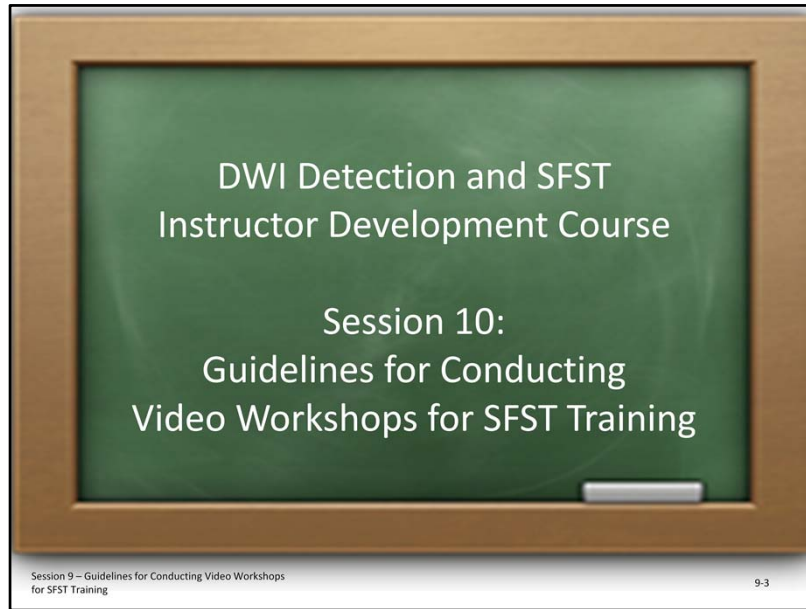 DWI Detection and SFST
Instructor Development Course
Session 10:
Guidelines for Conducting
Video Workshops for SFST Training
Session 9 – Guidelines for Conducting Video Workshops
for SFST Training
9-3